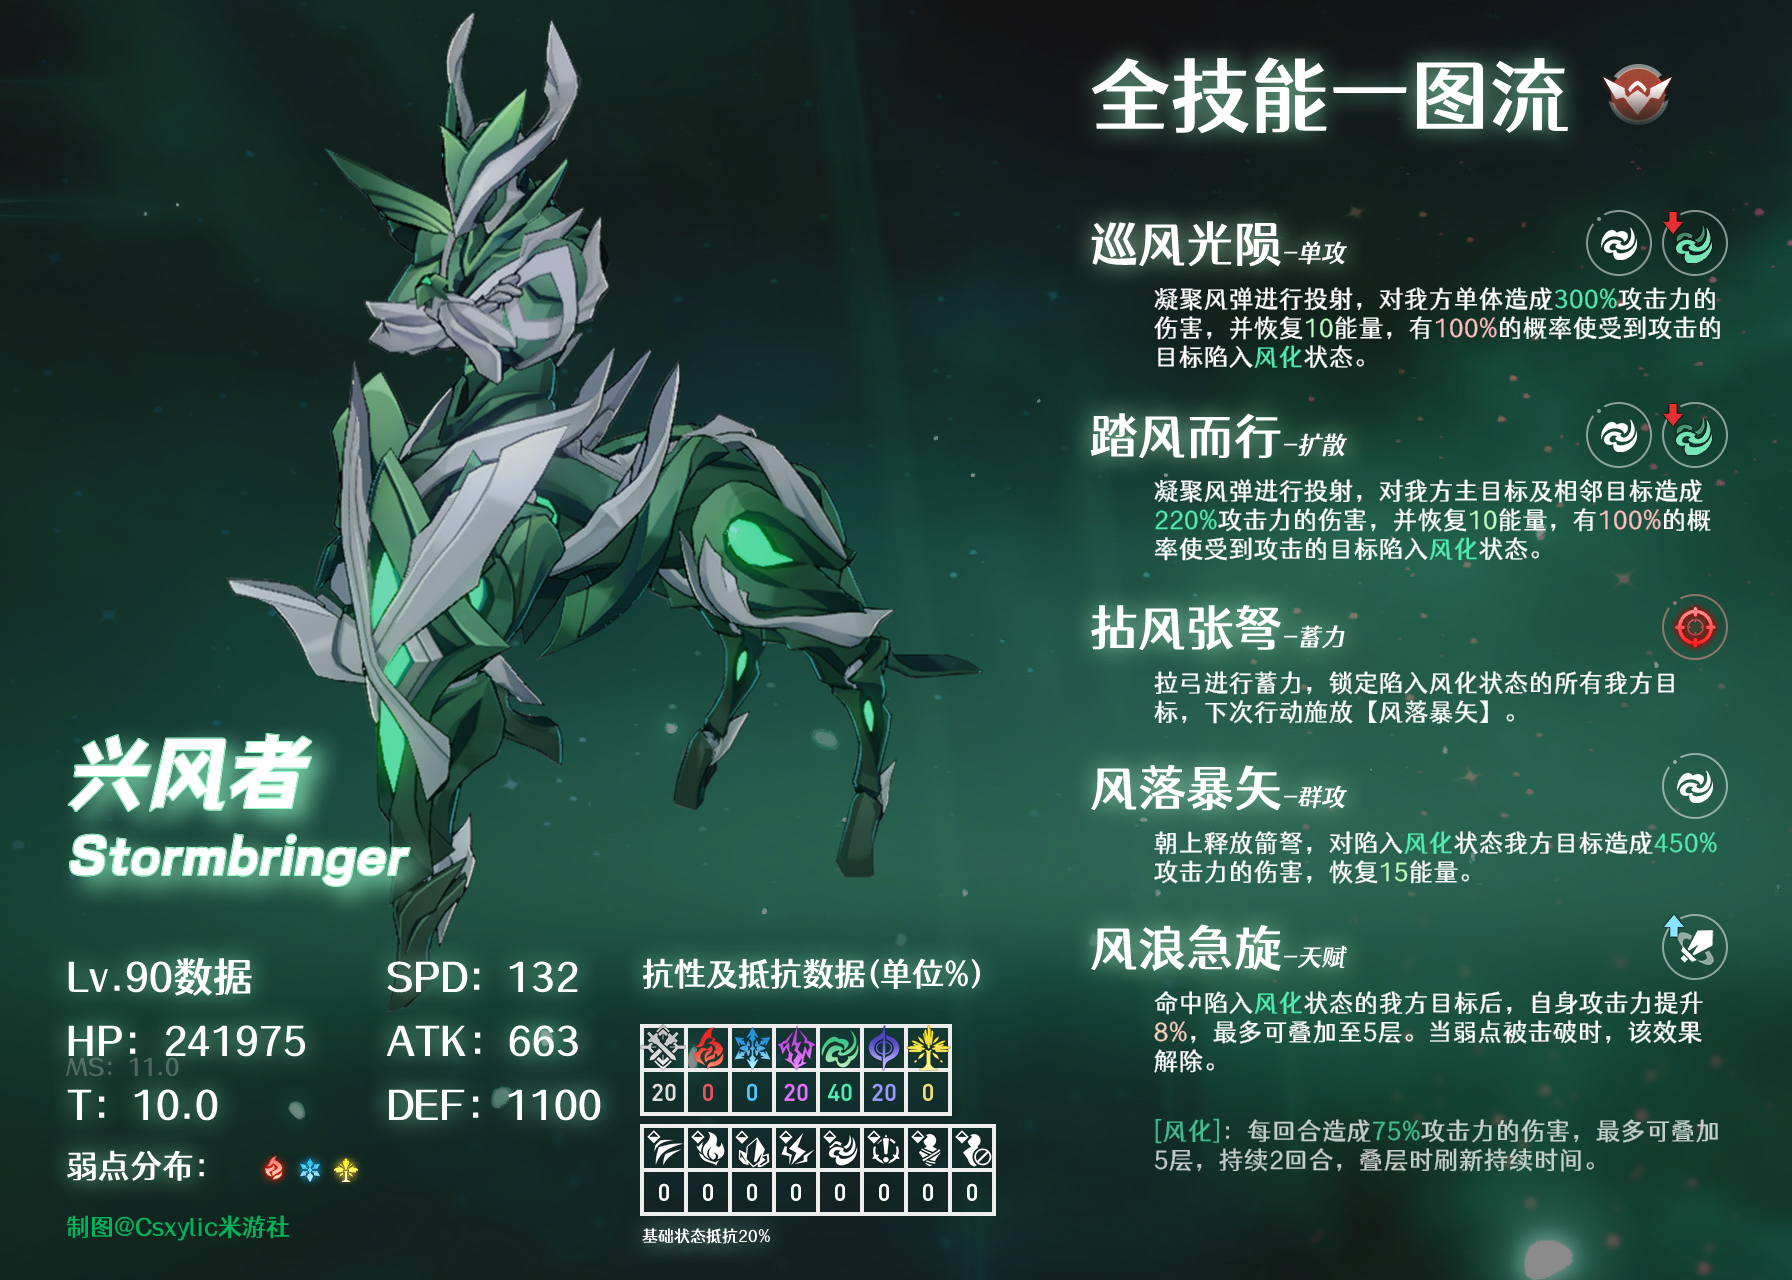 全技能一图流
巡风光陨-单攻
凝聚风弹进行投射，对我方单体造成300%攻击力的
伤害，并恢复10能量，有100%的概率使受到攻击的
目标陷入风化状态。
踏风而行-扩散
凝聚风弹进行投射，对我方主目标及相邻目标造成
220%攻击力的伤害，并恢复10能量，有100%的概
率使受到攻击的目标陷入风化状态。
拈风张弩-蓄力
拉弓进行蓄力，锁定陷入风化状态的所有我方目
标，下次行动施放【风落暴矢】。
风落暴矢-群攻
朝上释放箭弩，对陷入风化状态我方目标造成450%
攻击力的伤害，恢复15能量。
风浪急旋-天赋
命中陷入风化状态的我方目标后，自身攻击力提升
8%，最多可叠加至5层。当弱点被击破时，该效果
解除。
[风化]：每回合造成75%攻击力的伤害，最多可叠加
5层，持续2回合，叠层时刷新持续时间。
兴风者
Stormbringer
Lv.90数据
SPD：132
HP：241975
ATK：663
MS：11.0
T：10.0
DEF：1100
弱点分布：
制图@Csxylic米游社
抗性及抵抗数据(单位%)
20 0 0 20 40 20 0
0 0 0 0 0 0 0 0
基础状态抵抗20%